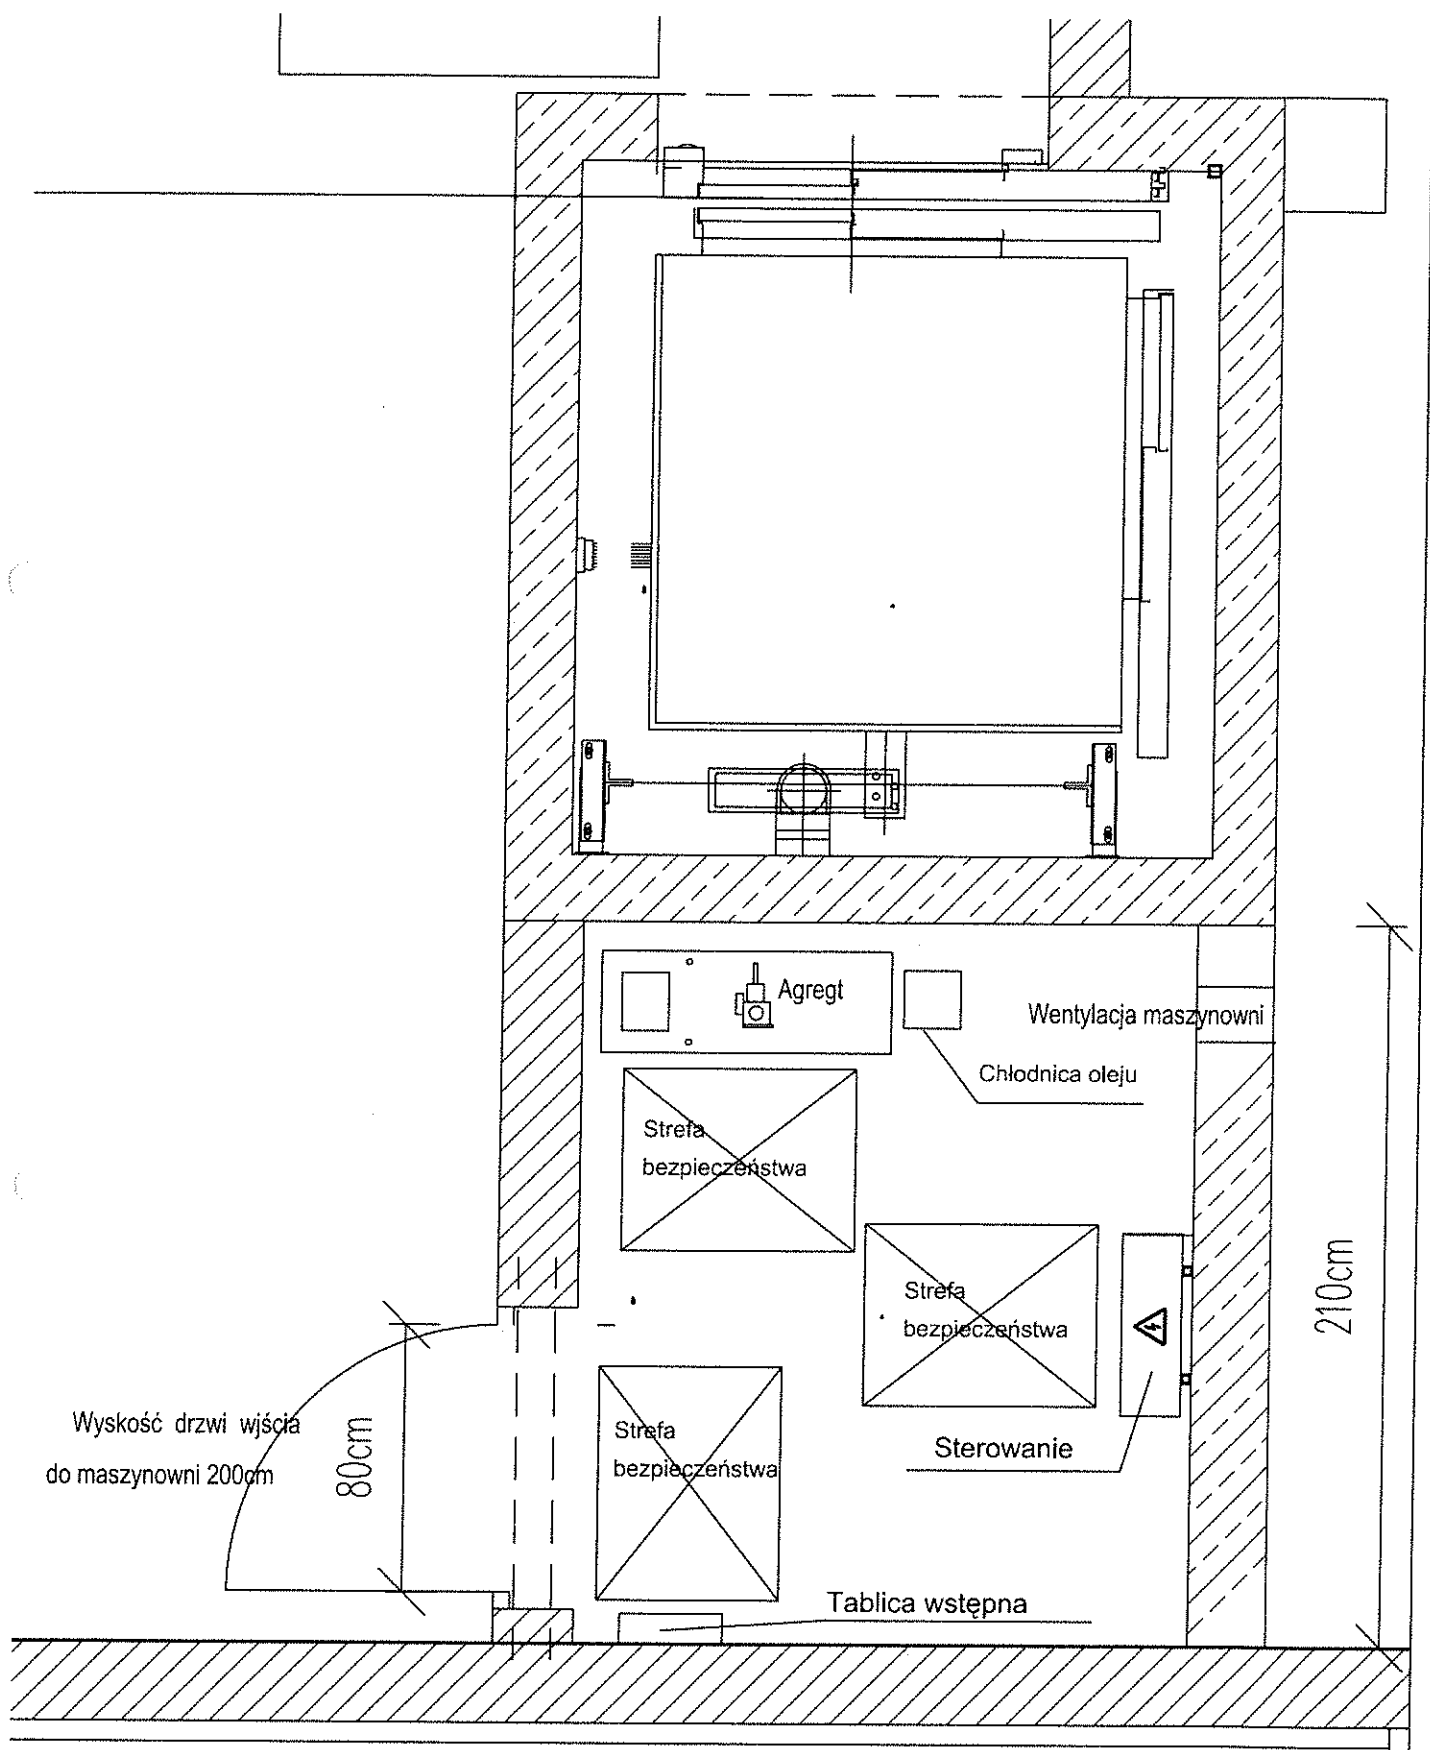 Agregt
Wentylacja maszynowni
Chłodnica oleju
Strefa
bezpieczeństwa
Strefa
bezpieczeństwa
210cm
Wyskość drzwi wjścia
do maszynowni 200cm
80cm
Strefa
bezpieczeństwa
Sterowanie
Tablica wstępna